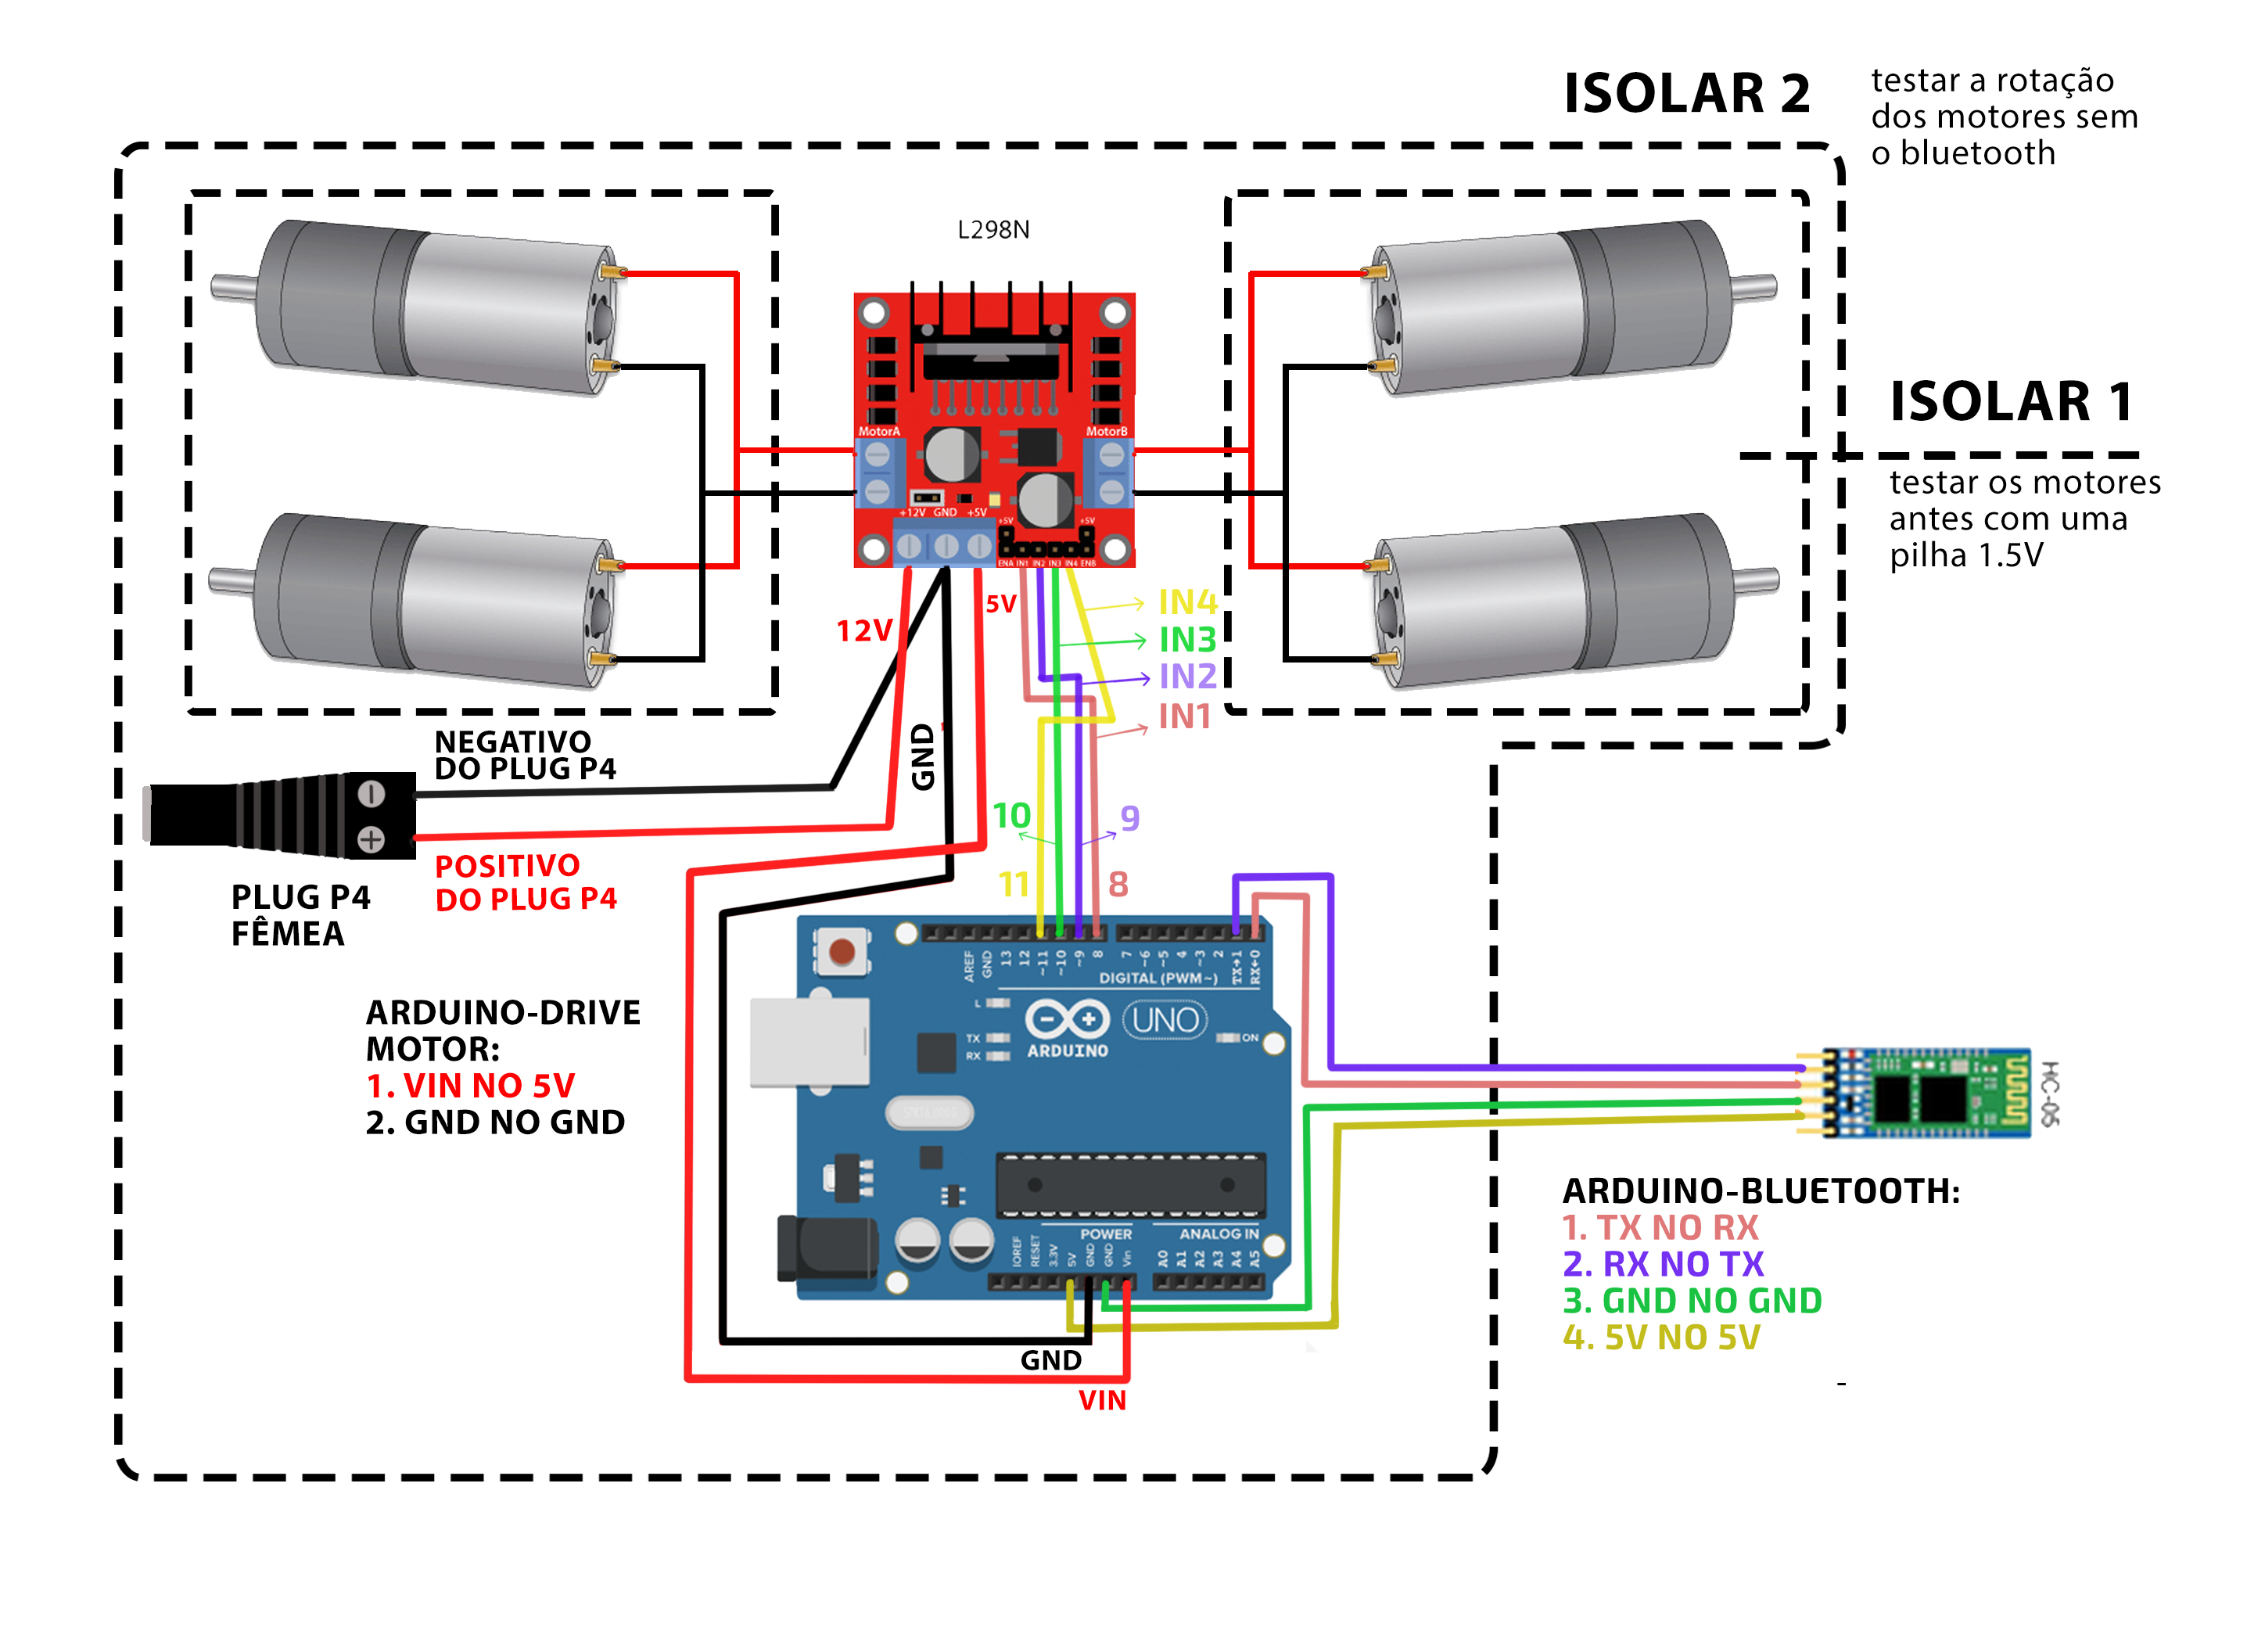 ISOLAR 2
testar a rotação
dos motores sem
o bluetooth
L298N
ISOLAR 1
testar os motores
antes com uma
pilha 1.5V
MotorA
MotorB
+12V GND +5V
+5V
+5V
ENA IN1 IN2 IN3 IN4 ENB
12V
5V
GND
IN4
IN3
IN2
IN1
NEGATIVO
DO PLUG P4
POSITIVO
DO PLUG P4
PLUG P4
FÊMEA
10
9
11
8
ARDUINO-DRIVE
MOTOR:
1. VIN NO 5V
2. GND NO GND
AREF
GND
13
12
~11
~10
~9
8
7
~6
~5
4
~3
2
TX→1
RX←0
DIGITAL (PWM~)
L
TX
RX
ARDUINO
UNO
ON
POWER
ANALOG IN
IOREF
RESET
3.3V
5V
GND
GND
Vin
A0
A1
A2
A3
A4
A5
GND
VIN
HC-05
ARDUINO-BLUETOOTH:
1. TX NO RX
2. RX NO TX
3. GND NO GND
4. 5V NO 5V
-